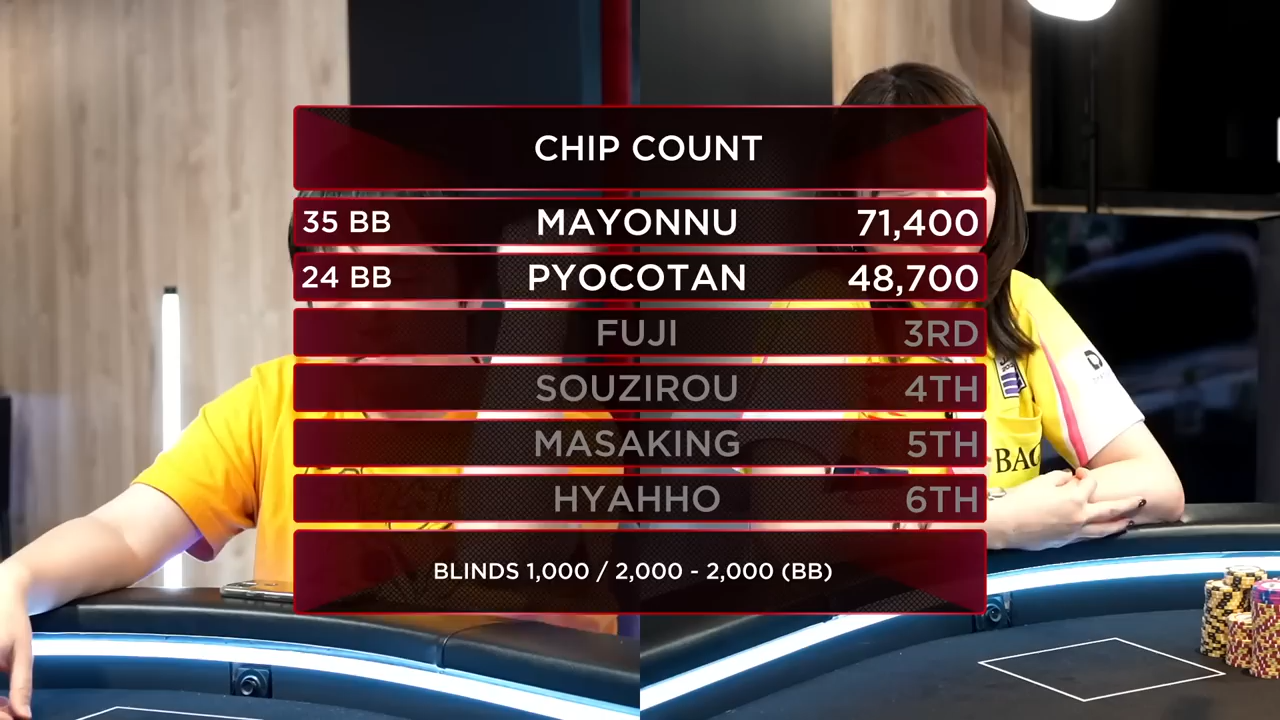 CHIP COUNT
35 BB MAYONNU 71,400
24 BB PYOCOTAN 48,700
FUJI 3RD
SOUZIROU 4TH
MASAKING 5TH
HYAHHO 6TH
BLINDS 1,000 / 2,000 - 2,000 (BB)